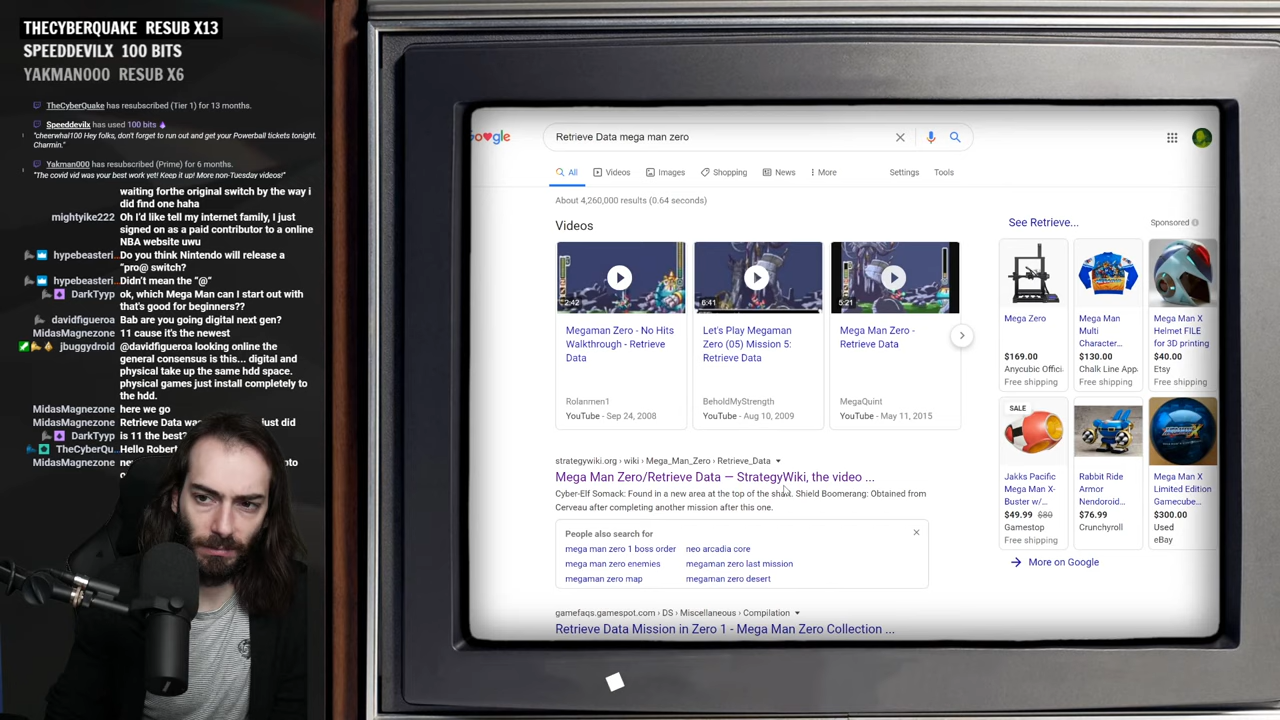 THECYBERQUAKE RESUB X13
SPEEDDEVILX 100 BITS
YAKMAN000 RESUB X6
TheCyberQuake has resubscribed (Tier 1) for 13 months.
Speeddevilx has used 100 bits
"cheerwhal100 Hey folks, don't forget to run out and get your Powerball tickets tonight.
Charmin."
Yakman000 has resubscribed (Prime) for 6 months.
"The covid vid was your best work yet! Keep it up! More non-Tuesday videos!"
waiting forthe original switch by the way i
did find one haha
mightyike222 Oh I'd like tell my internet family, I just
signed on as a paid contributor to a online
NBA website uwu
hypebeasteri... Do you think Nintendo will release a
"pro@ switch?
hypebeasteri... Didn't mean the "@"
DarkTyyp ok, which Mega Man can I start out with
that's good for beginners??
davidfigueroa Bab are you going digital next gen?
MidasMagnezone 11 cause it's the newest
jbuggydroid @davidfigueroa looking online the
general consensus is this... digital and
physical take up the same hdd space.
physical games just install completely to
the hdd.
MidasMagnezone here we go
MidasMagnezone Retrieve Data was just did
DarkTyyp is 11 the best?
TheCyberQu... Hello Robert
MidasMagnezone
Retrieve Data mega man zero
All
Videos
Images
Shopping
News
More
Settings
Tools
About 4,260,000 results (0.64 seconds)
Videos
2:42
6:41
5:21
Megaman Zero - No Hits
Walkthrough - Retrieve
Data
Rolanmen1
YouTube - Sep 24, 2008
Let's Play Megaman
Zero (05) Mission 5:
Retrieve Data
BeholdMyStrength
YouTube - Aug 10, 2009
Mega Man Zero -
Retrieve Data
MegaQuint
YouTube - May 11, 2015
strategywiki.org › wiki › Mega_Man_Zero › Retrieve_Data
Mega Man Zero/Retrieve Data — StrategyWiki, the video ...
Cyber-Elf Somack: Found in a new area at the top of the shaft. Shield Boomerang: Obtained from
Cerveau after completing another mission after this one.
People also search for
mega man zero 1 boss order
neo arcadia core
mega man zero enemies
megaman zero last mission
megaman zero map
megaman zero desert
gamefaqs.gamespot.com › DS › Miscellaneous › Compilation
Retrieve Data Mission in Zero 1 - Mega Man Zero Collection ...
See Retrieve...
Sponsored
Mega Zero
$169.00
Anycubic Offici
Free shipping
Mega Man
Multi
Character...
$130.00
Chalk Line App
Free shipping
Mega Man X
Helmet FILE
for 3D printing
$40.00
Etsy
Free shipping
SALE
Jakks Pacific
Mega Man X-
Buster w/...
$49.99 $80
Gamestop
Free shipping
Rabbit Ride
Armor
Nendoroid...
$76.99
Crunchyroll
Mega Man X
Limited Edition
Gamecube...
$300.00
Used
eBay
More on Google